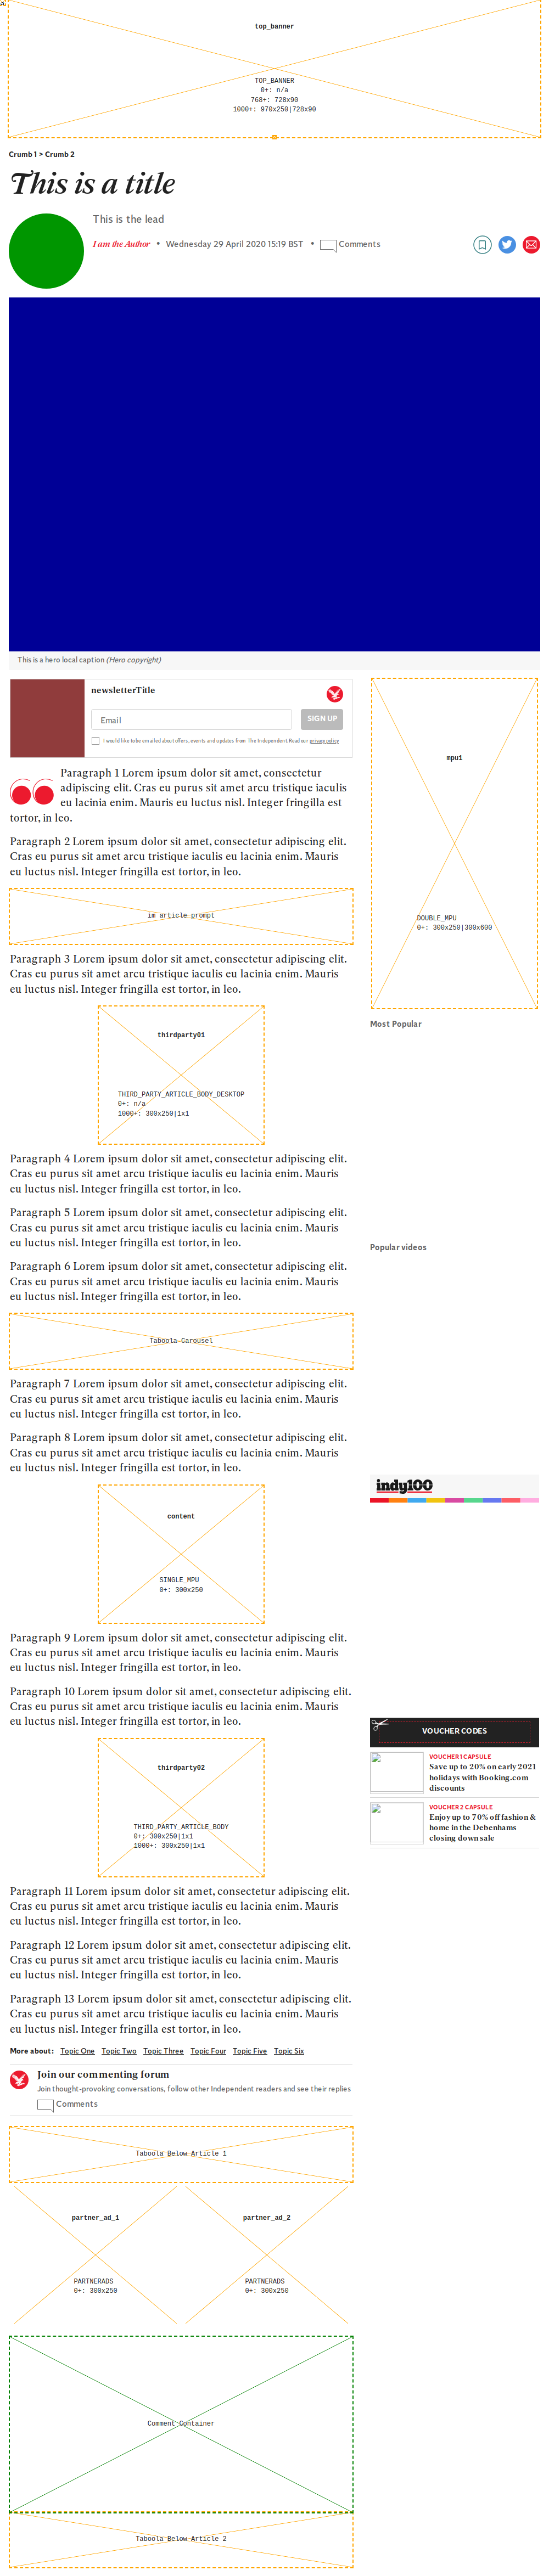 top_banner
TOP_BANNER
0+: n/a
768+: 728x90
1000+: 970x250|728x90
Crumb 1 > Crumb 2
This is a title
This is the lead
I am the Author • Wednesday 29 April 2020 15:19 BST • Comments
This is a hero local caption (Hero copyright)
newsletterTitle
Email
SIGN UP
I would like to be emailed about offers, events and updates from The Independent. Read our privacy policy
Paragraph 1 Lorem ipsum dolor sit amet, consectetur
adipiscing elit. Cras eu purus sit amet arcu tristique iaculis
eu lacinia enim. Mauris eu luctus nisl. Integer fringilla est
tortor, in leo.
Paragraph 2 Lorem ipsum dolor sit amet, consectetur adipiscing elit.
Cras eu purus sit amet arcu tristique iaculis eu lacinia enim. Mauris
eu luctus nisl. Integer fringilla est tortor, in leo.
im article prompt
Paragraph 3 Lorem ipsum dolor sit amet, consectetur adipiscing elit.
Cras eu purus sit amet arcu tristique iaculis eu lacinia enim. Mauris
eu luctus nisl. Integer fringilla est tortor, in leo.
thirdparty01
THIRD_PARTY_ARTICLE_BODY_DESKTOP
0+: n/a
1000+: 300x250|1x1
Paragraph 4 Lorem ipsum dolor sit amet, consectetur adipiscing elit.
Cras eu purus sit amet arcu tristique iaculis eu lacinia enim. Mauris
eu luctus nisl. Integer fringilla est tortor, in leo.
Paragraph 5 Lorem ipsum dolor sit amet, consectetur adipiscing elit.
Cras eu purus sit amet arcu tristique iaculis eu lacinia enim. Mauris
eu luctus nisl. Integer fringilla est tortor, in leo.
Paragraph 6 Lorem ipsum dolor sit amet, consectetur adipiscing elit.
Cras eu purus sit amet arcu tristique iaculis eu lacinia enim. Mauris
eu luctus nisl. Integer fringilla est tortor, in leo.
Taboola Carousel
Paragraph 7 Lorem ipsum dolor sit amet, consectetur adipiscing elit.
Cras eu purus sit amet arcu tristique iaculis eu lacinia enim. Mauris
eu luctus nisl. Integer fringilla est tortor, in leo.
Paragraph 8 Lorem ipsum dolor sit amet, consectetur adipiscing elit.
Cras eu purus sit amet arcu tristique iaculis eu lacinia enim. Mauris
eu luctus nisl. Integer fringilla est tortor, in leo.
content
SINGLE_MPU
0+: 300x250
Paragraph 9 Lorem ipsum dolor sit amet, consectetur adipiscing elit.
Cras eu purus sit amet arcu tristique iaculis eu lacinia enim. Mauris
eu luctus nisl. Integer fringilla est tortor, in leo.
Paragraph 10 Lorem ipsum dolor sit amet, consectetur adipiscing elit.
Cras eu purus sit amet arcu tristique iaculis eu lacinia enim. Mauris
eu luctus nisl. Integer fringilla est tortor, in leo.
thirdparty02
THIRD_PARTY_ARTICLE_BODY
0+: 300x250|1x1
1000+: 300x250|1x1
Paragraph 11 Lorem ipsum dolor sit amet, consectetur adipiscing elit.
Cras eu purus sit amet arcu tristique iaculis eu lacinia enim. Mauris
eu luctus nisl. Integer fringilla est tortor, in leo.
Paragraph 12 Lorem ipsum dolor sit amet, consectetur adipiscing elit.
Cras eu purus sit amet arcu tristique iaculis eu lacinia enim. Mauris
eu luctus nisl. Integer fringilla est tortor, in leo.
Paragraph 13 Lorem ipsum dolor sit amet, consectetur adipiscing elit.
Cras eu purus sit amet arcu tristique iaculis eu lacinia enim. Mauris
eu luctus nisl. Integer fringilla est tortor, in leo.
More about: Topic One Topic Two Topic Three Topic Four Topic Five Topic Six
Join our commenting forum
Join thought-provoking conversations, follow other Independent readers and see their replies
Comments
Taboola Below Article 1
partner_ad_1
PARTNERADS
0+: 300x250
partner_ad_2
PARTNERADS
0+: 300x250
Comment Container
Taboola Below Article 2
mpu1
DOUBLE_MPU
0+: 300x250|300x600
Most Popular
Popular videos
indy100
VOUCHER CODES
VOUCHER 1 CAPSULE
Save up to 20% on early 2021
holidays with Booking.com
discounts
VOUCHER 2 CAPSULE
Enjoy up to 70% off fashion &
home in the Debenhams
closing down sale